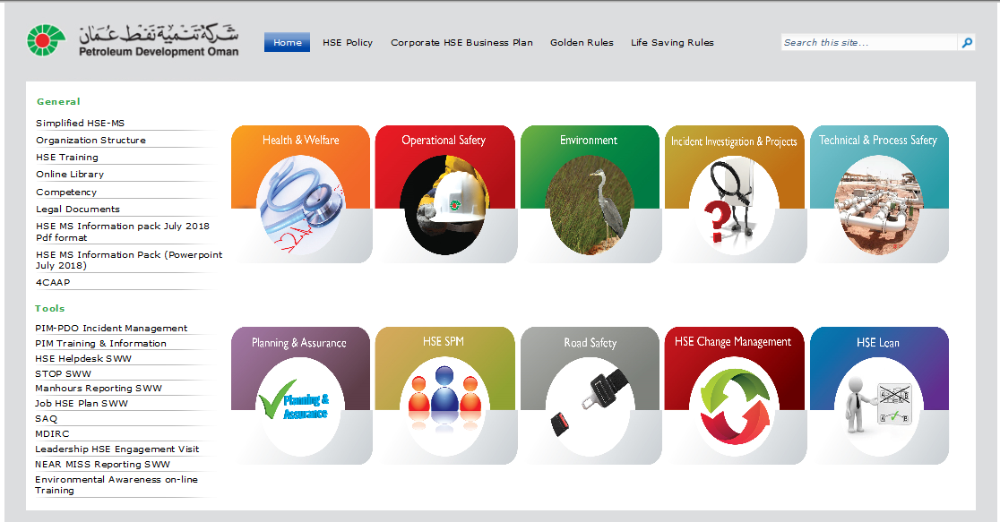 شركة تنمية نفط عُمان
Petroleum Development Oman
Home
HSE Policy
Corporate HSE Business Plan
Golden Rules
Life Saving Rules
Search this site...
General
Simplified HSE-MS
Organization Structure
HSE Training
Online Library
Competency
Legal Documents
HSE MS Information pack July 2018
Pdf format
HSE MS Information Pack (Powerpoint
July 2018)
4CAAP
Tools
PIM-PDO Incident Management
PIM Training & Information
HSE Helpdesk SWW
STOP SWW
Manhours Reporting SWW
Job HSE Plan SWW
SAQ
MDIRC
Leadership HSE Engagement Visit
NEAR MISS Reporting SWW
Environmental Awareness on-line
Training
Health & Welfare
Operational Safety
Environment
Incident Investigation & Projects
?
Technical & Process Safety
Planning & Assurance
Planning &
Assurance
HSE SPM
Road Safety
HSE Change Management
HSE Lean
A B
A B